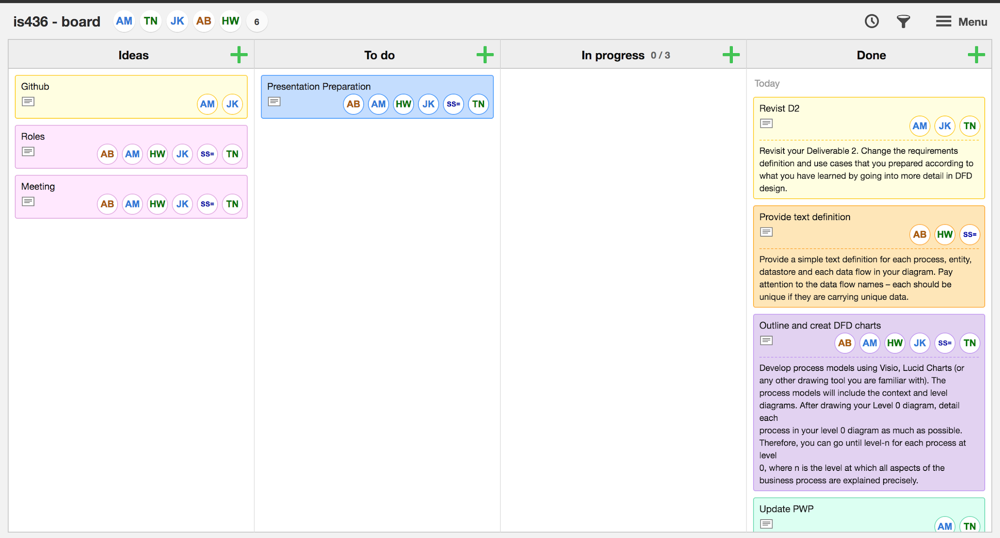 is436 - board AM TN JK AB HW 6 Menu
Ideas To do In progress 0 / 3 Done
Github
AM JK
Roles
AB AM HW JK SS= TN
Meeting
AB AM HW JK SS= TN
Presentation Preparation
AB AM HW JK SS= TN
Today
Revist D2
AM JK TN
Revisit your Deliverable 2. Change the requirements
definition and use cases that you prepared according to
what you have learned by going into more detail in DFD
design.
Provide text definition
AB HW SS=
Provide a simple text definition for each process, entity,
datastore and each data flow in your diagram. Pay
attention to the data flow names – each should be
unique if they are carrying unique data.
Outline and creat DFD charts
AB AM HW JK SS= TN
Develop process models using Visio, Lucid Charts (or
any other drawing tool you are familiar with). The
process models will include the context and level
diagrams. After drawing your Level 0 diagram, detail
each
process in your level 0 diagram as much as possible.
Therefore, you can go until level-n for each process at
level
0, where n is the level at which all aspects of the
business process are explained precisely.
Update PWP
AM TN